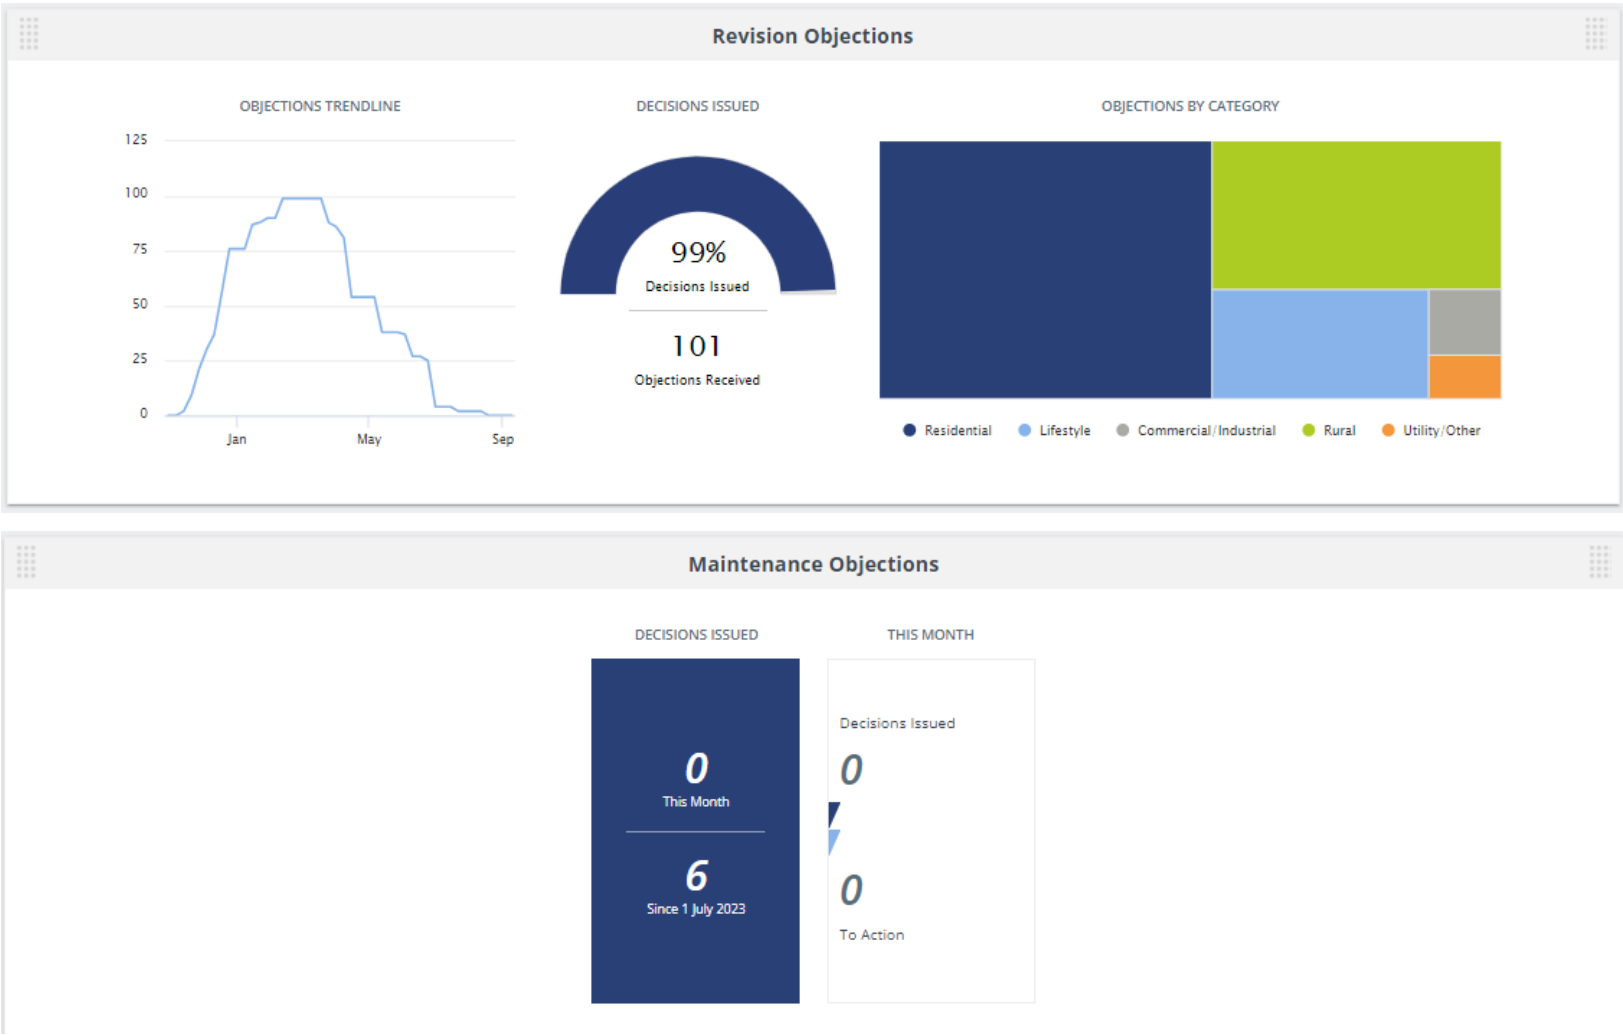 Revision Objections
OBJECTIONS TRENDLINE
125
100
75
50
25
0
Jan
May
Sep
DECISIONS ISSUED
99%
Decisions Issued
101
Objections Received
OBJECTIONS BY CATEGORY
Residential
Lifestyle
Commercial/Industrial
Rural
Utility/Other
Maintenance Objections
DECISIONS ISSUED
0
This Month
6
Since 1 July 2023
THIS MONTH
Decisions Issued
0
0
To Action